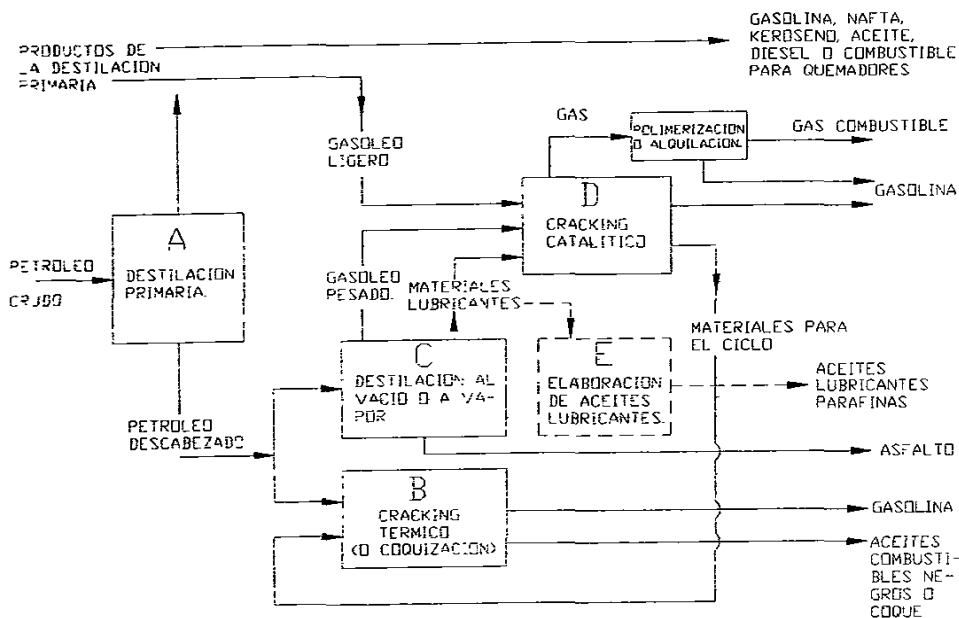 PRODUCTOS DE
LA DESTILACION
PRIMARIA
GASOLINA, NAFTA,
KEROSENO, ACEITE,
DIESEL O COMBUSTIBLE
PARA QUEMADORES
GASOLEO
LIGERO
GAS
POLIMERIZACION
O ALQUILACION.
GAS COMBUSTIBLE
GASOLINA
A
DESTILACION
PRIMARIA.
PETROLEO
CRUDO
D
CRACKING
CATALITICO
GASOLEO
PESADO.
MATERIALES
LUBRICANTES
MATERIALES PARA
EL CICLO
C
DESTILACION AL
VACIO O A VA-
POR
E
ELABORACION
DE ACEITES
LUBRICANTES.
ACEITES
LUBRICANTES
PARAFINAS
PETROLEO
DESCABEZADO
ASFALTO
B
CRACKING
TERMICO
(O COQUIZACION)
GASOLINA
ACEITES
COMBUSTI-
BLES NE-
GROS O
COQUE